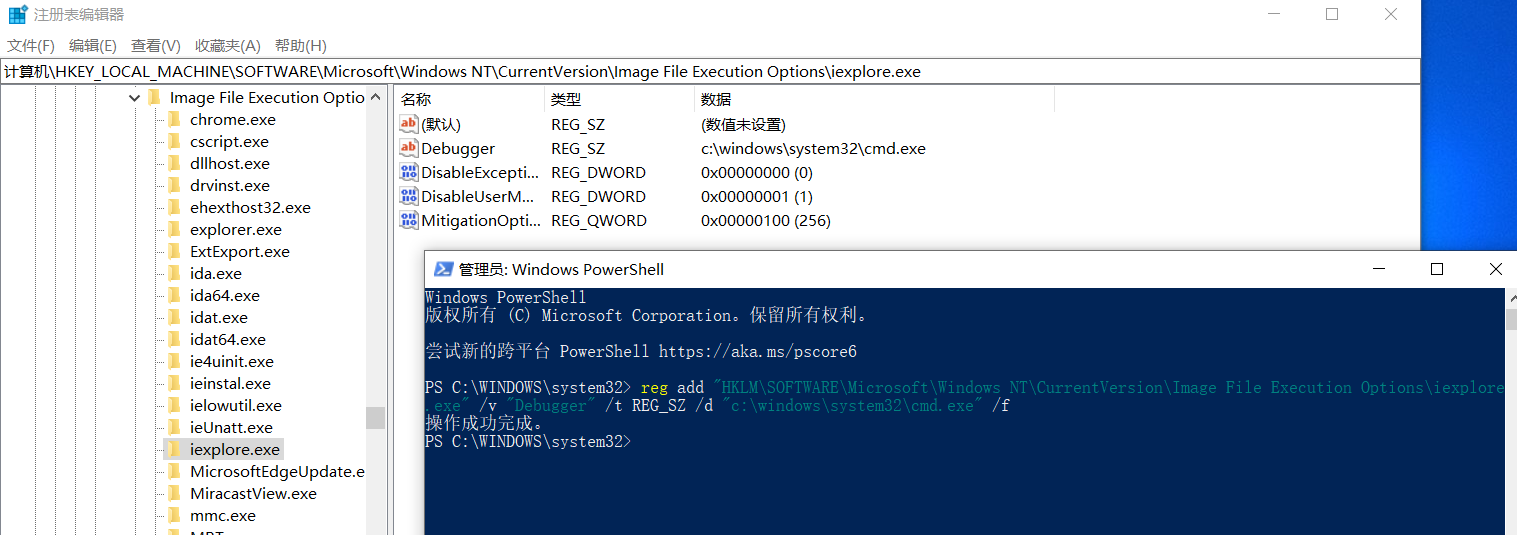 注册表编辑器
文件(F) 编辑(E) 查看(V) 收藏夹(A) 帮助(H)
计算机\HKEY_LOCAL_MACHINE\SOFTWARE\Microsoft\Windows NT\CurrentVersion\Image File Execution Options\iexplore.exe
Image File Execution Optio
chrome.exe
cscript.exe
dllhost.exe
drvinst.exe
ehexthost32.exe
explorer.exe
ExtExport.exe
ida.exe
ida64.exe
idat.exe
idat64.exe
ie4uinit.exe
ieinstal.exe
ielowutil.exe
ieUnatt.exe
iexplore.exe
MicrosoftEdgeUpdate.e
MiracastView.exe
mmc.exe
名称 类型 数据
(默认) REG_SZ (数值未设置)
Debugger REG_SZ c:\windows\system32\cmd.exe
DisableExcepti... REG_DWORD 0x00000000 (0)
DisableUserM... REG_DWORD 0x00000001 (1)
MitigationOpti... REG_QWORD 0x00000100 (256)
管理员: Windows PowerShell
Windows PowerShell
版权所有 (C) Microsoft Corporation。保留所有权利。
尝试新的跨平台 PowerShell https://aka.ms/pscore6
PS C:\WINDOWS\system32> reg add "HKLM\SOFTWARE\Microsoft\Windows NT\CurrentVersion\Image File Execution Options\iexplore
.exe" /v "Debugger" /t REG_SZ /d "c:\windows\system32\cmd.exe" /f
操作成功完成。
PS C:\WINDOWS\system32>